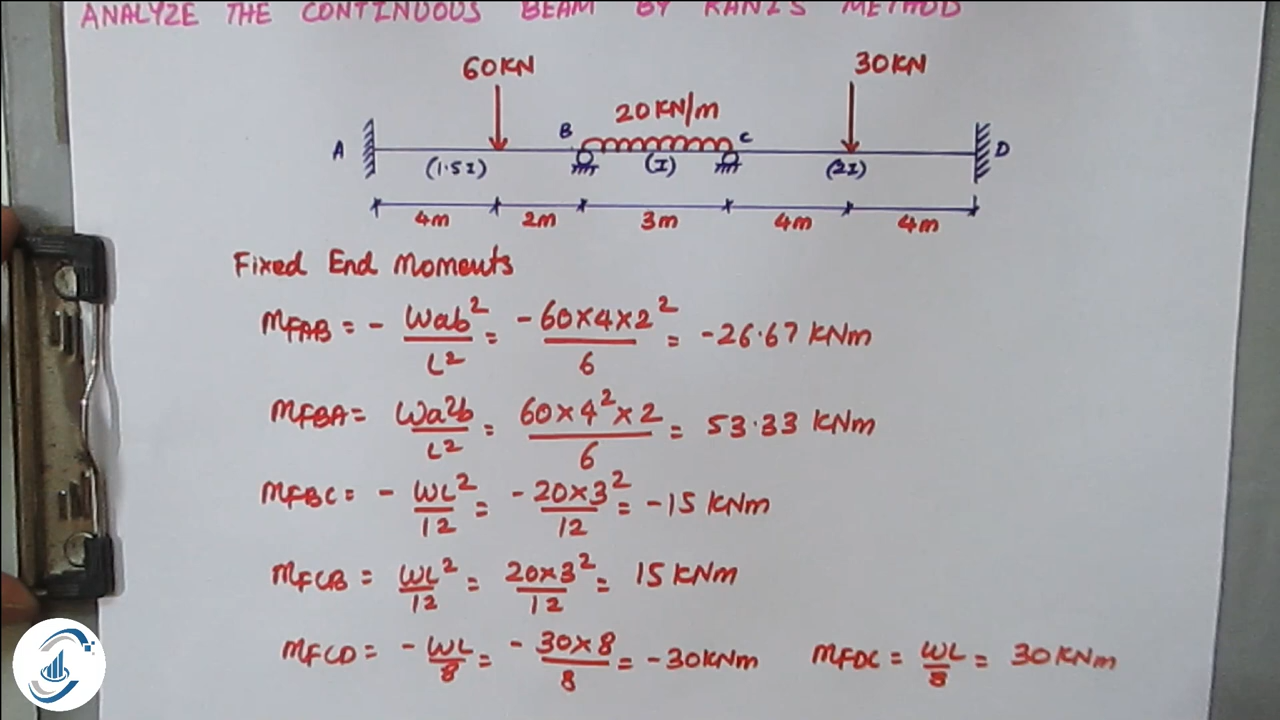 ANALYZE THE CONTINUOUS BEAM BY KANI'S METHOD
60KN 30KN
20KN/m
A B C D
(1.5I) (I) (2I)
4m 2m 3m 4m 4m
Fixed End Moments
MFAB = - Wab²/L² = -60×4×2²/6 = -26.67 KNm
MFBA = Wa²b/L² = 60×4²×2/6 = 53.33 KNm
MFBC = - WL²/12 = -20×3²/12 = -15 KNm
MFCB = WL²/12 = 20×3²/12 = 15 KNm
MFCD = -WL/8 = -30×8/8 = -30KNm MFDC = WL/8 = 30KNm